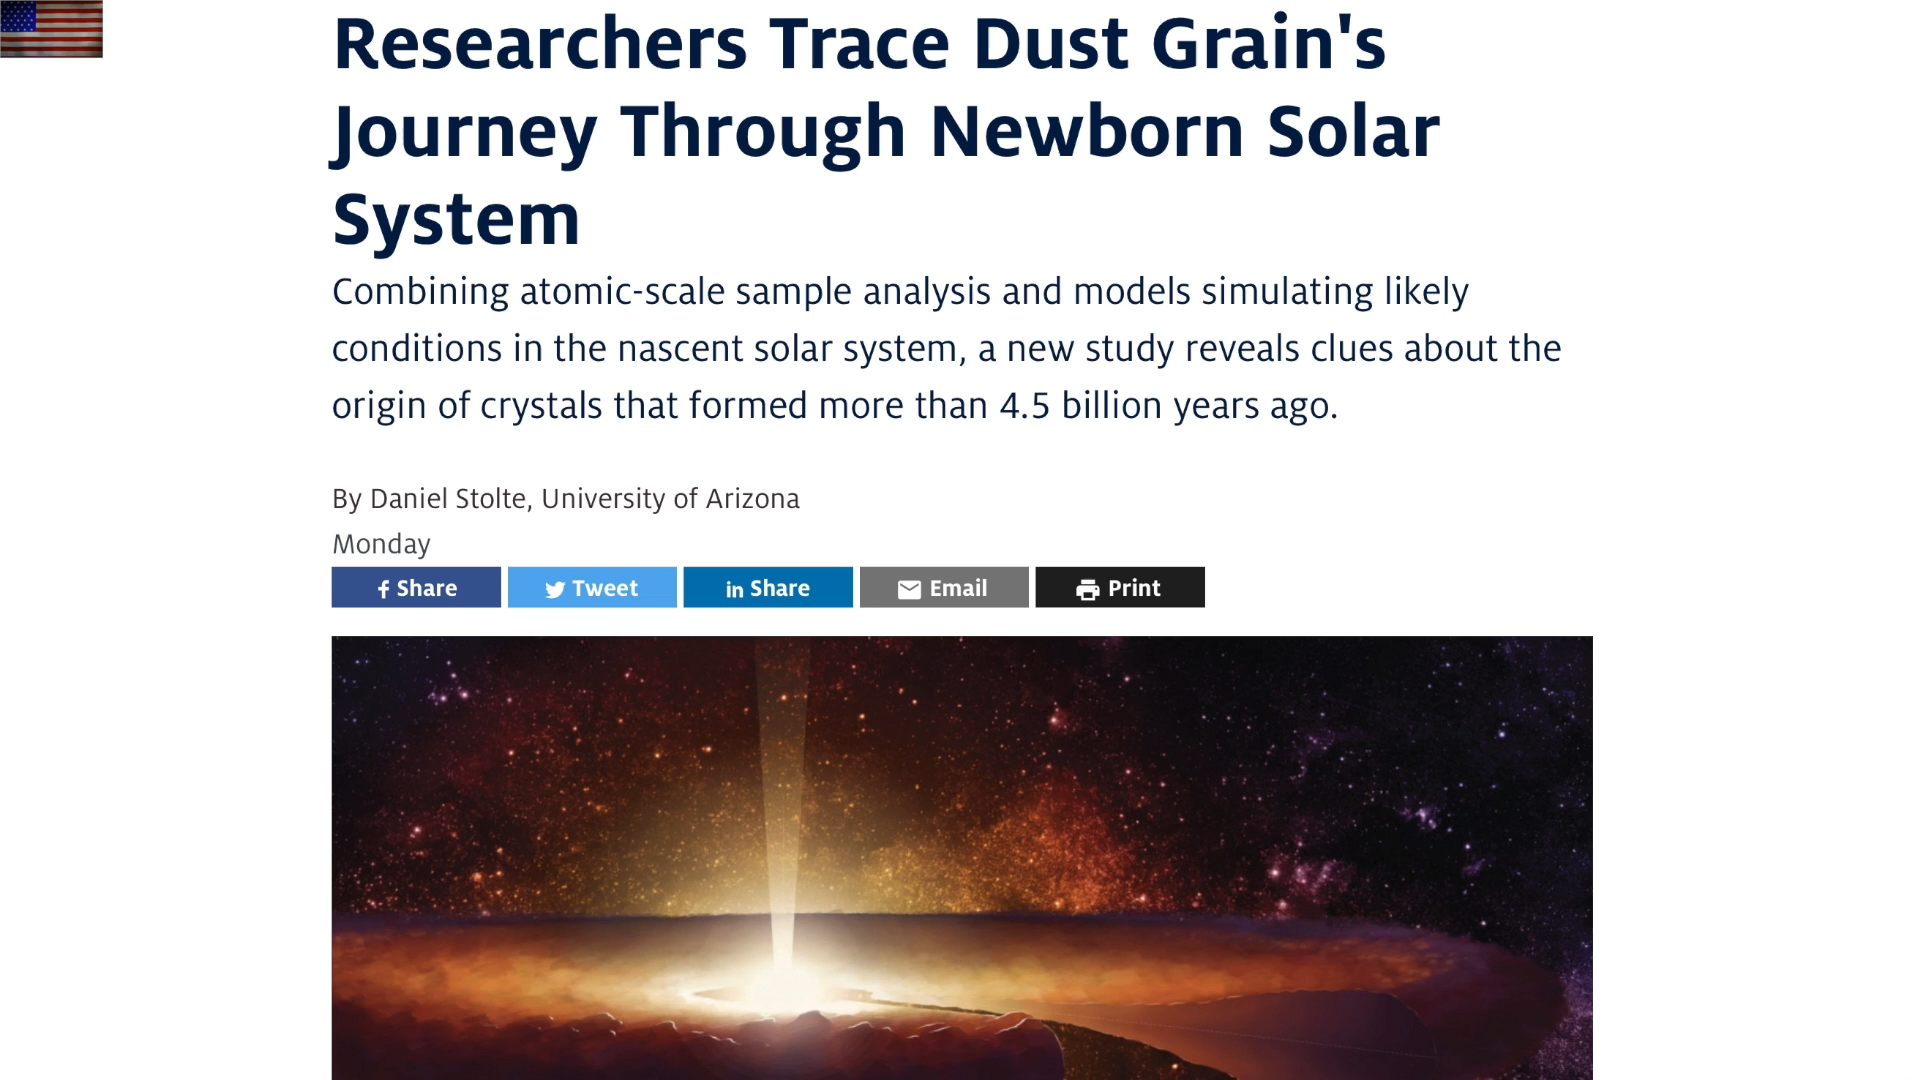 Researchers Trace Dust Grain's
Journey Through Newborn Solar
System
Combining atomic-scale sample analysis and models simulating likely
conditions in the nascent solar system, a new study reveals clues about the
origin of crystals that formed more than 4.5 billion years ago.
By Daniel Stolte, University of Arizona
Monday
f Share
Tweet
in Share
Email
Print